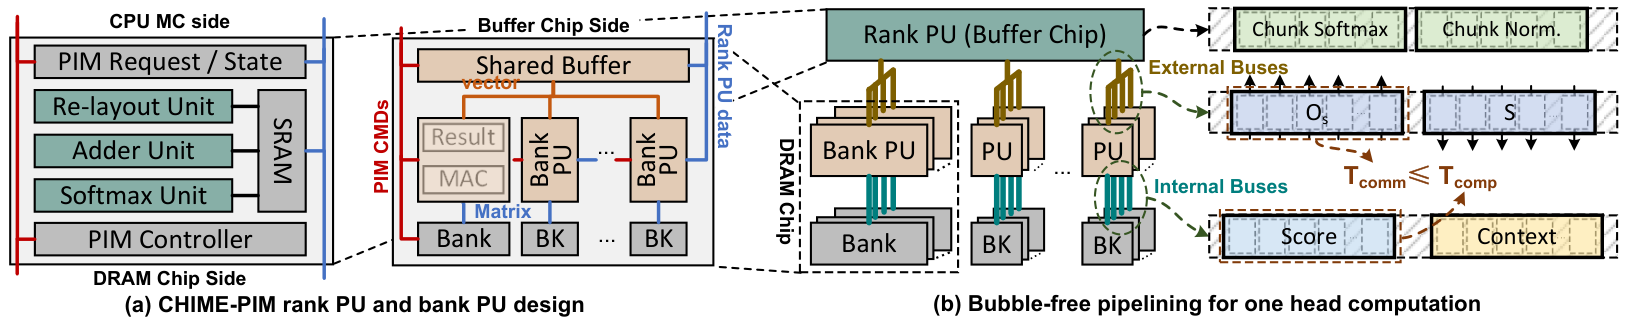 CPU MC side
PIM Request / State
Re-layout Unit
Adder Unit
Softmax Unit
SRAM
PIM Controller
DRAM Chip Side
Buffer Chip Side
Shared Buffer
vector
PIM CMDs
Rank PU data
Result
MAC
Bank PU
...
Bank PU
Matrix
Bank
BK
...
BK
(a) CHIME-PIM rank PU and bank PU design
Rank PU (Buffer Chip)
External Buses
DRAM Chip
Bank PU
PU
...
PU
Internal Buses
Bank
BK
BK
Chunk Softmax
Chunk Norm.
Os
S
Tcomm ⩽ Tcomp
Score
Context
(b) Bubble-free pipelining for one head computation